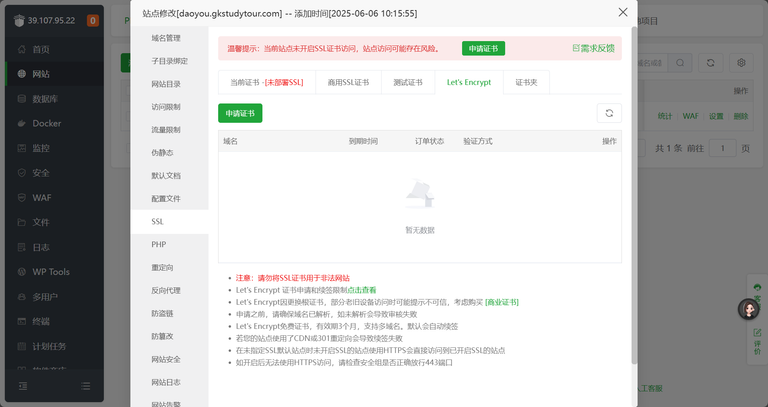 39.107.95.22
0
首页
网站
数据库
Docker
监控
安全
WAF
文件
日志
WP Tools
多用户
终端
计划任务
站点修改[daoyou.gkstudytour.com] -- 添加时间[2025-06-06 10:15:55]
域名管理
子目录绑定
网站目录
访问限制
流量限制
伪静态
默认文档
配置文件
SSL
PHP
重定向
反向代理
防盗链
防篡改
网站安全
网站日志
网站告警
温馨提示：当前站点未开启SSL证书访问，站点访问可能存在风险。
申请证书
需求反馈
当前证书 -[未部署SSL]
商用SSL证书
测试证书
Let's Encrypt
证书夹
申请证书
域名
到期时间
订单状态
验证方式
操作
暂无数据
注意：请勿将SSL证书用于非法网站
Let's Encrypt 证书申请和续签限制点击查看
Let's Encrypt因更换根证书，部分老旧设备访问时可能提示不可信，考虑购买 [商业证书]
申请之前，请确保域名已解析，如未解析会导致审核失败
Let's Encrypt免费证书，有效期3个月，支持多域名。默认会自动续签
若您的站点使用了CDN或301重定向会导致续签失败
在未指定SSL默认站点时未开启SSL的站点使用HTTPS会直接访问到已开启SSL的站点
如开启后无法使用HTTPS访问，请检查安全组是否正确放行443端口
操作
统计
WAF
设置
删除
共 1 条
前往
1
页
客服
评价
人工客服